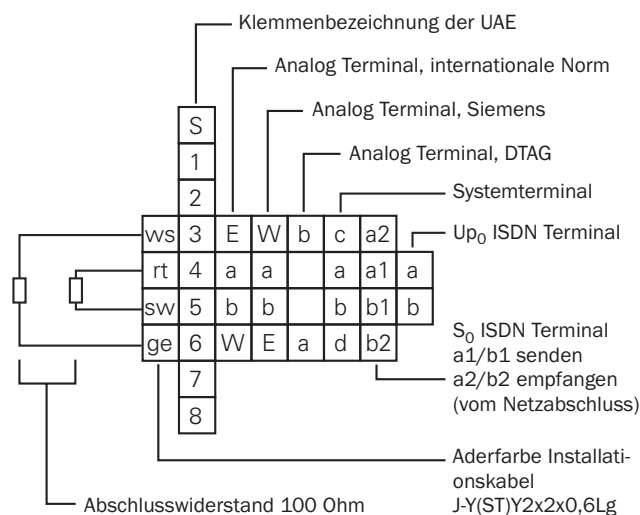 Klemmenbezeichnung der UAE
Analog Terminal, internationale Norm
Analog Terminal, Siemens
Analog Terminal, DTAG
Systemterminal
Up0 ISDN Terminal
S
1
2
ws 3 E W b c a2
rt 4 a a a a1 a
sw 5 b b b b1 b
ge 6 W E a d b2
7
8
S0 ISDN Terminal
a1/b1 senden
a2/b2 empfangen
(vom Netzabschluss)
Aderfarbe Installati-
onskabel
J-Y(ST)Y2x2x0,6Lg
Abschlusswiderstand 100 Ohm